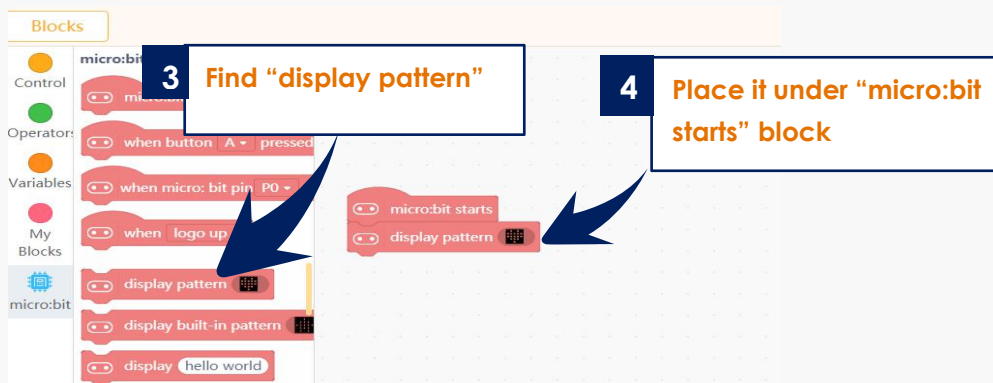 Blocks
Control
Operators
Variables
My
Blocks
micro:bit
micro:bit
when button A pressed
when micro: bit pin P0
when logo up
display pattern
display built-in pattern
display hello world
3 Find “display pattern”
4 Place it under “micro:bit
starts” block
micro:bit starts
display pattern